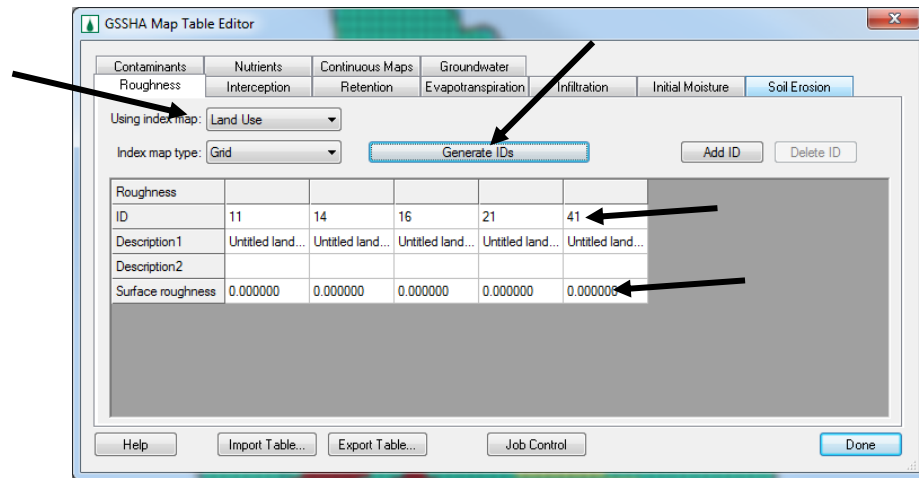 GSSHA Map Table Editor
Contaminants Nutrients Continuous Maps Groundwater
Roughness Interception Retention Evapotranspiration Infiltration Initial Moisture Soil Erosion
Using index map: Land Use
Index map type: Grid Generate IDs Add ID Delete ID
Roughness
ID 11 14 16 21 41
Description1 Untitled land... Untitled land... Untitled land... Untitled land... Untitled land...
Description2
Surface roughness 0.000000 0.000000 0.000000 0.000000 0.000000
Help Import Table... Export Table... Job Control Done